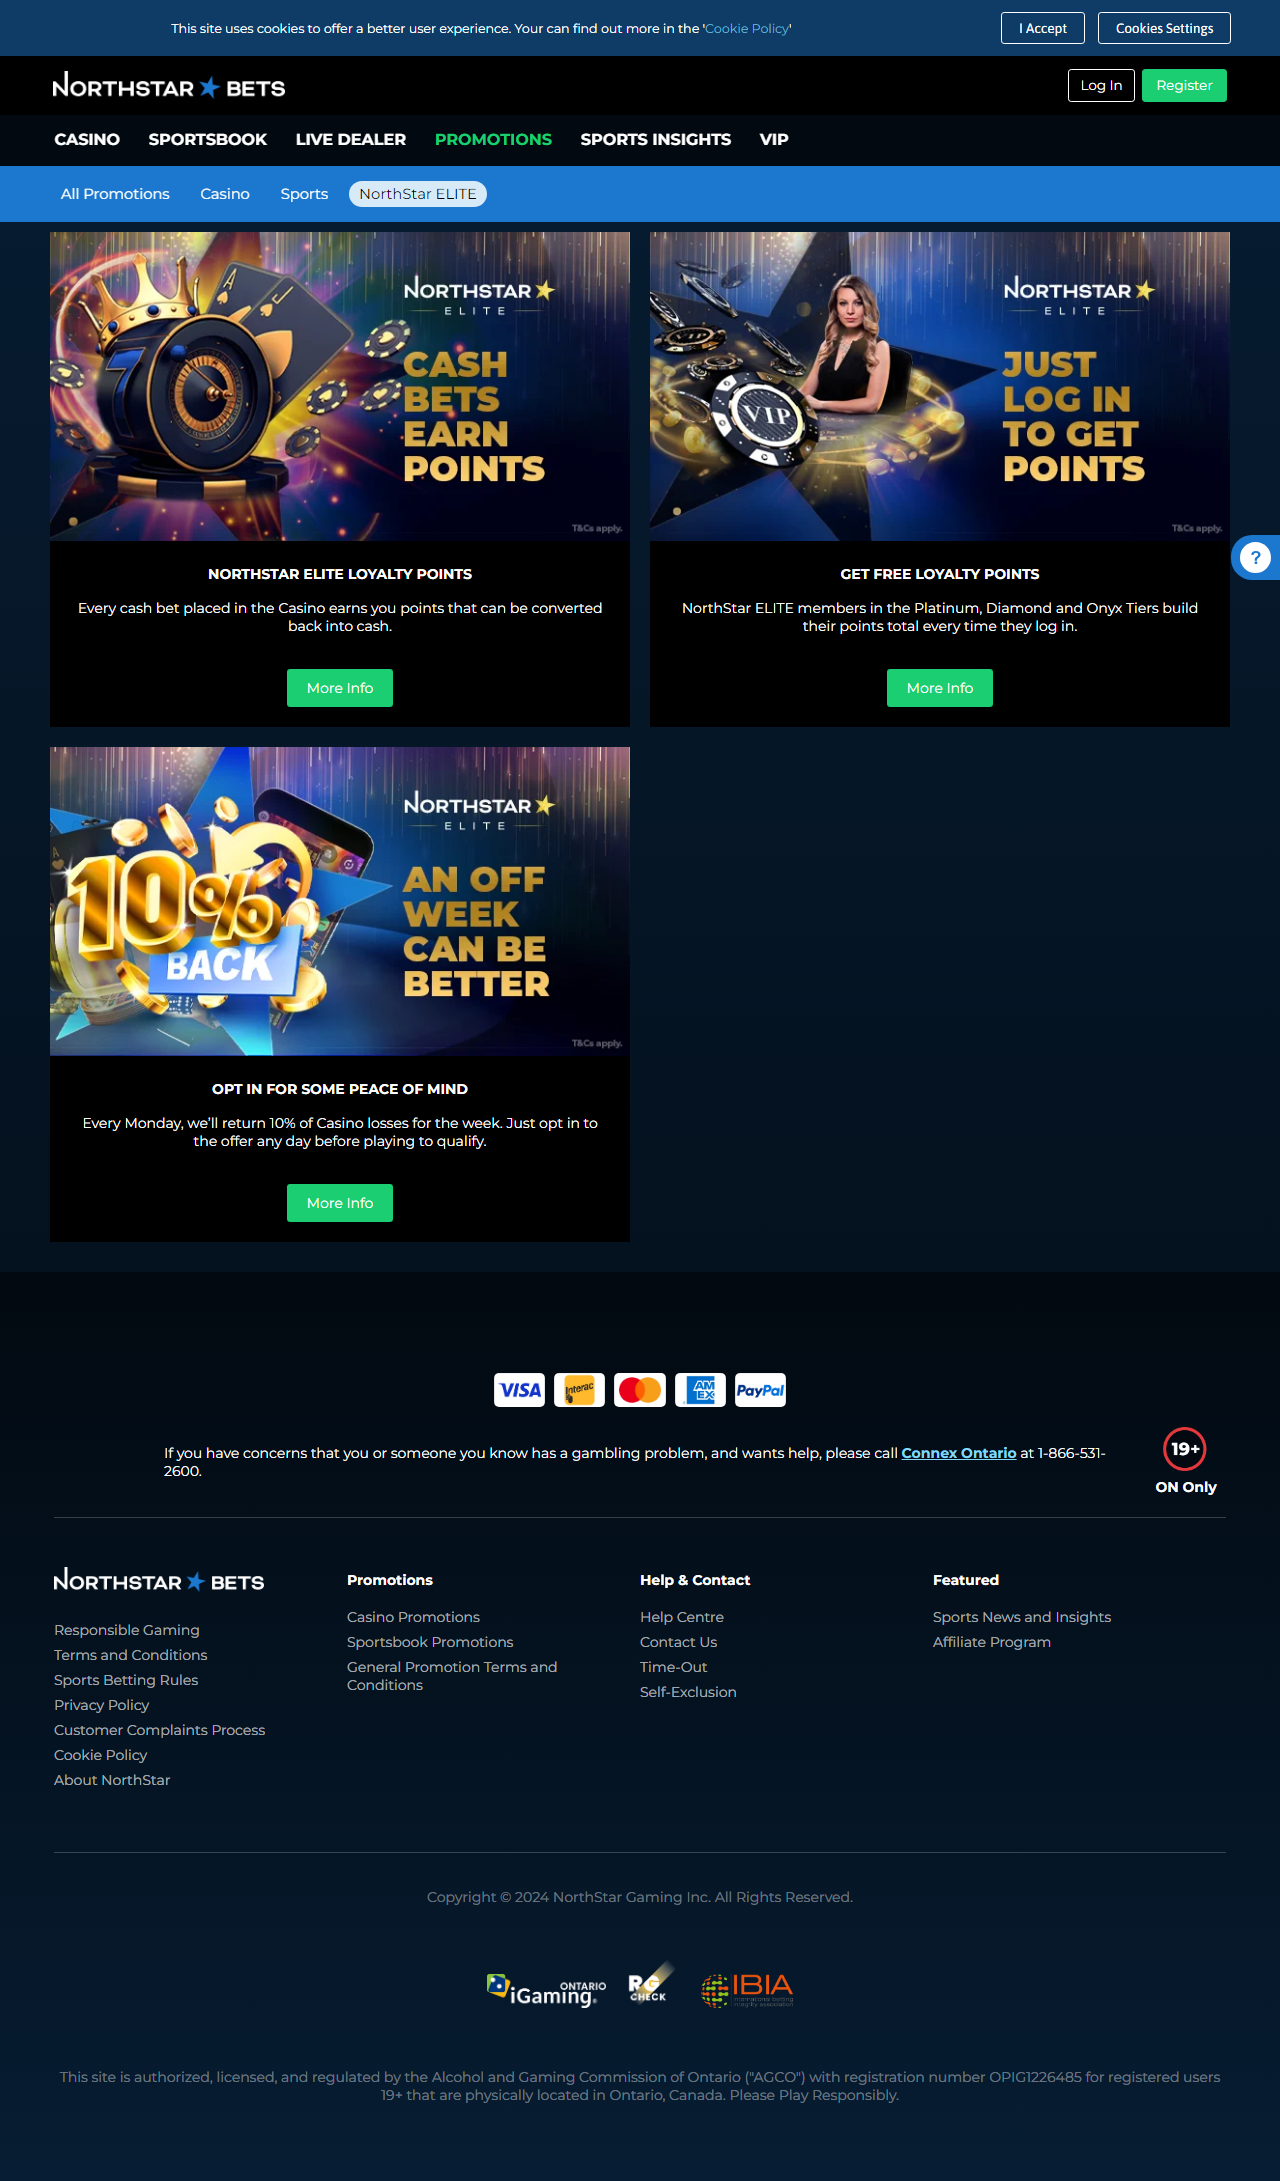 This site uses cookies to offer a better user experience. Your can find out more in the 'Cookie Policy'
I Accept
Cookies Settings
NORTHSTAR BETS
Log In
Register
CASINO
SPORTSBOOK
LIVE DEALER
PROMOTIONS
SPORTS INSIGHTS
VIP
All Promotions
Casino
Sports
NorthStar ELITE
NORTHSTAR
ELITE
CASH
BETS
EARN
POINTS
T&Cs apply.
NORTHSTAR ELITE LOYALTY POINTS
Every cash bet placed in the Casino earns you points that can be converted
back into cash.
More Info
VIP
NORTHSTAR
ELITE
JUST
LOG IN
TO GET
POINTS
T&Cs apply.
GET FREE LOYALTY POINTS
NorthStar ELITE members in the Platinum, Diamond and Onyx Tiers build
their points total every time they log in.
More Info
?
10%
BACK
NORTHSTAR
ELITE
AN OFF
WEEK
CAN BE
BETTER
T&Cs apply.
OPT IN FOR SOME PEACE OF MIND
Every Monday, we'll return 10% of Casino losses for the week. Just opt in to
the offer any day before playing to qualify.
More Info
VISA
Interac
AM
EX
PayPal
If you have concerns that you or someone you know has a gambling problem, and wants help, please call Connex Ontario at 1-866-531-
2600.
19+
ON Only
NORTHSTAR BETS
Responsible Gaming
Terms and Conditions
Sports Betting Rules
Privacy Policy
Customer Complaints Process
Cookie Policy
About NorthStar
Promotions
Casino Promotions
Sportsbook Promotions
General Promotion Terms and
Conditions
Help & Contact
Help Centre
Contact Us
Time-Out
Self-Exclusion
Featured
Sports News and Insights
Affiliate Program
Copyright © 2024 NorthStar Gaming Inc. All Rights Reserved.
iGaming ONTARIO
RG
CHECK
IBIA
international betting
integrity association
This site is authorized, licensed, and regulated by the Alcohol and Gaming Commission of Ontario ("AGCO") with registration number OPIG1226485 for registered users
19+ that are physically located in Ontario, Canada. Please Play Responsibly.